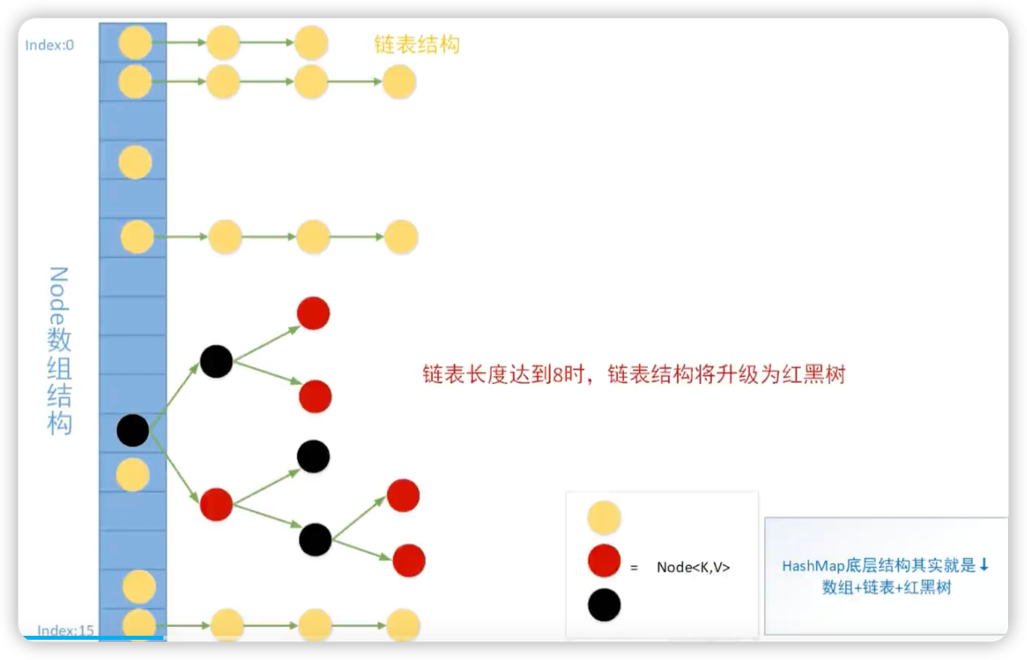 Index:0
链表结构
Node数组结构
链表长度达到8时，链表结构将升级为红黑树
= Node<K,V>
HashMap底层结构其实就是↓
数组+链表+红黑树
Index:15